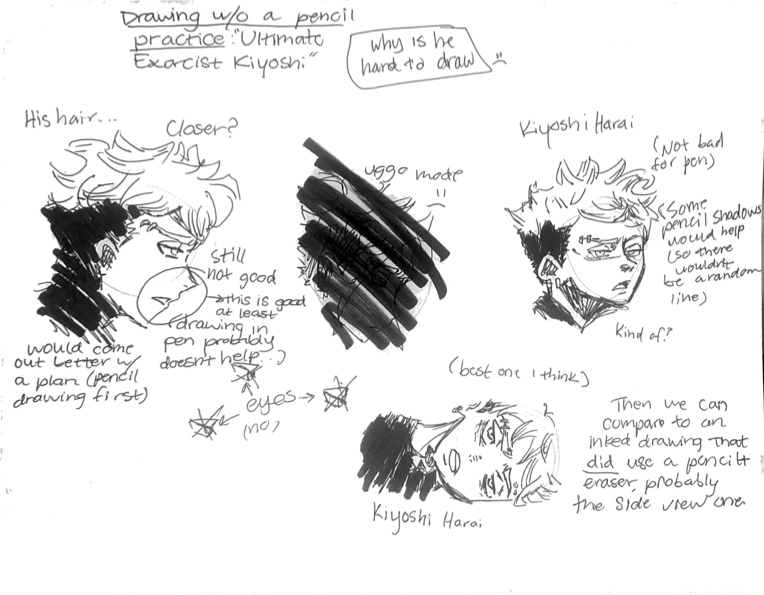 Drawing w/o a pencil
practice: "Ultimate
Exorcist Kiyoshi"
why is he
hard to draw
His hair...
Closer?
still
not good
this is good
at least
drawing in
pen probably
doesn't help...)
would come
out better w/
a plan (pencil
drawing first)
uggo mode
eyes
(no)
Kiyoshi Harai
(Not bad
for pen)
(Some
pencil shadows
would help
(so there
wouldn't
be a random
line)
Kind of?
(best one I think)
Kiyoshi Harai
Then we can
compare to an
inked drawing that
did use a pencil +
eraser, probably
the side view one.